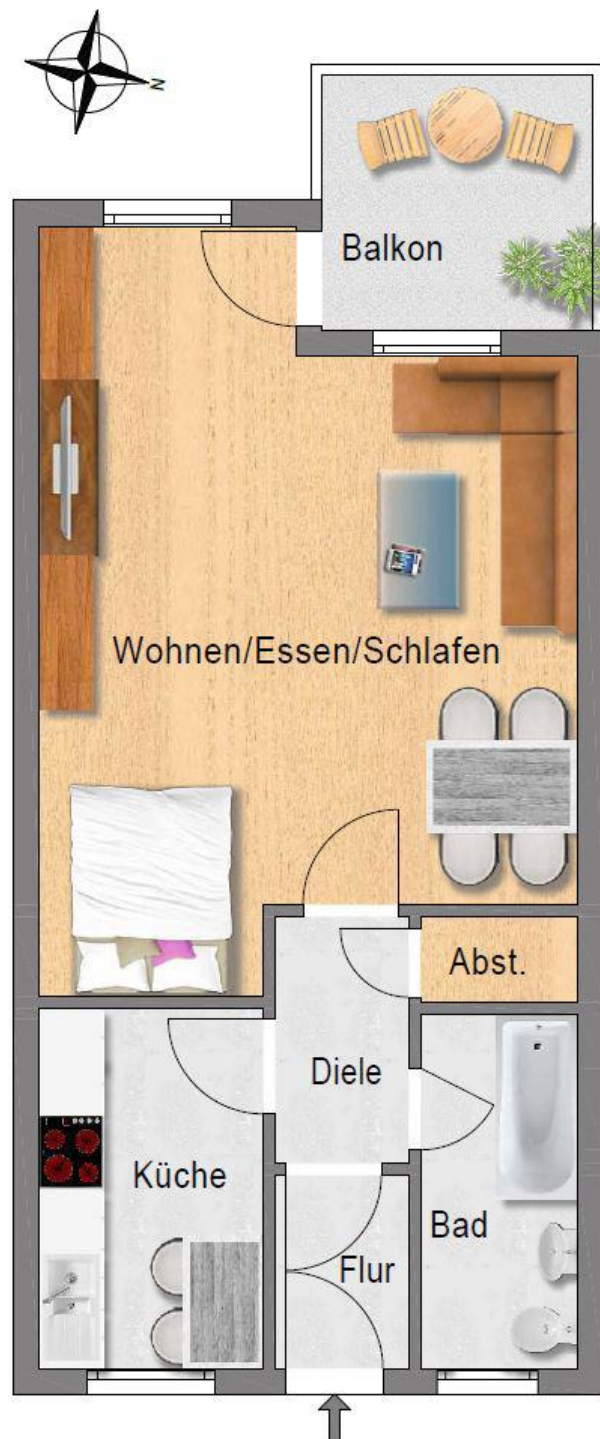 N
Balkon
Wohnen/Essen/Schlafen
Abst.
Diele
Küche
Bad
Flur